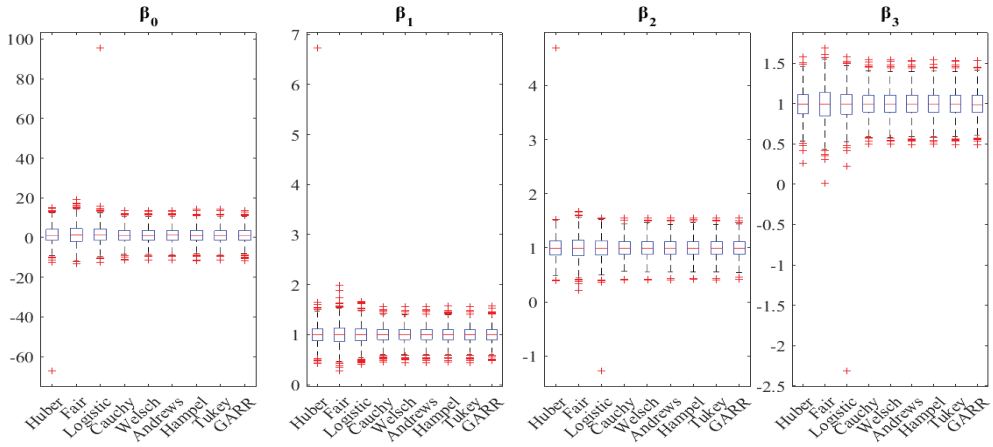 β0
β1
β2
β3
100
80
60
40
20
0
-20
-40
-60
Huber
Fair
Logistic
Cauchy
Welsch
Andrews
Hampel
Tukey
GARR
7
6
5
4
3
2
1
0
Huber
Fair
Logistic
Cauchy
Welsch
Andrews
Hampel
Tukey
GARR
4
3
2
1
0
-1
Huber
Fair
Logistic
Cauchy
Welsch
Andrews
Hampel
Tukey
GARR
1.5
1
0.5
0
-0.5
-1
-1.5
-2
-2.5
Huber
Fair
Logistic
Cauchy
Welsch
Andrews
Hampel
Tukey
GARR